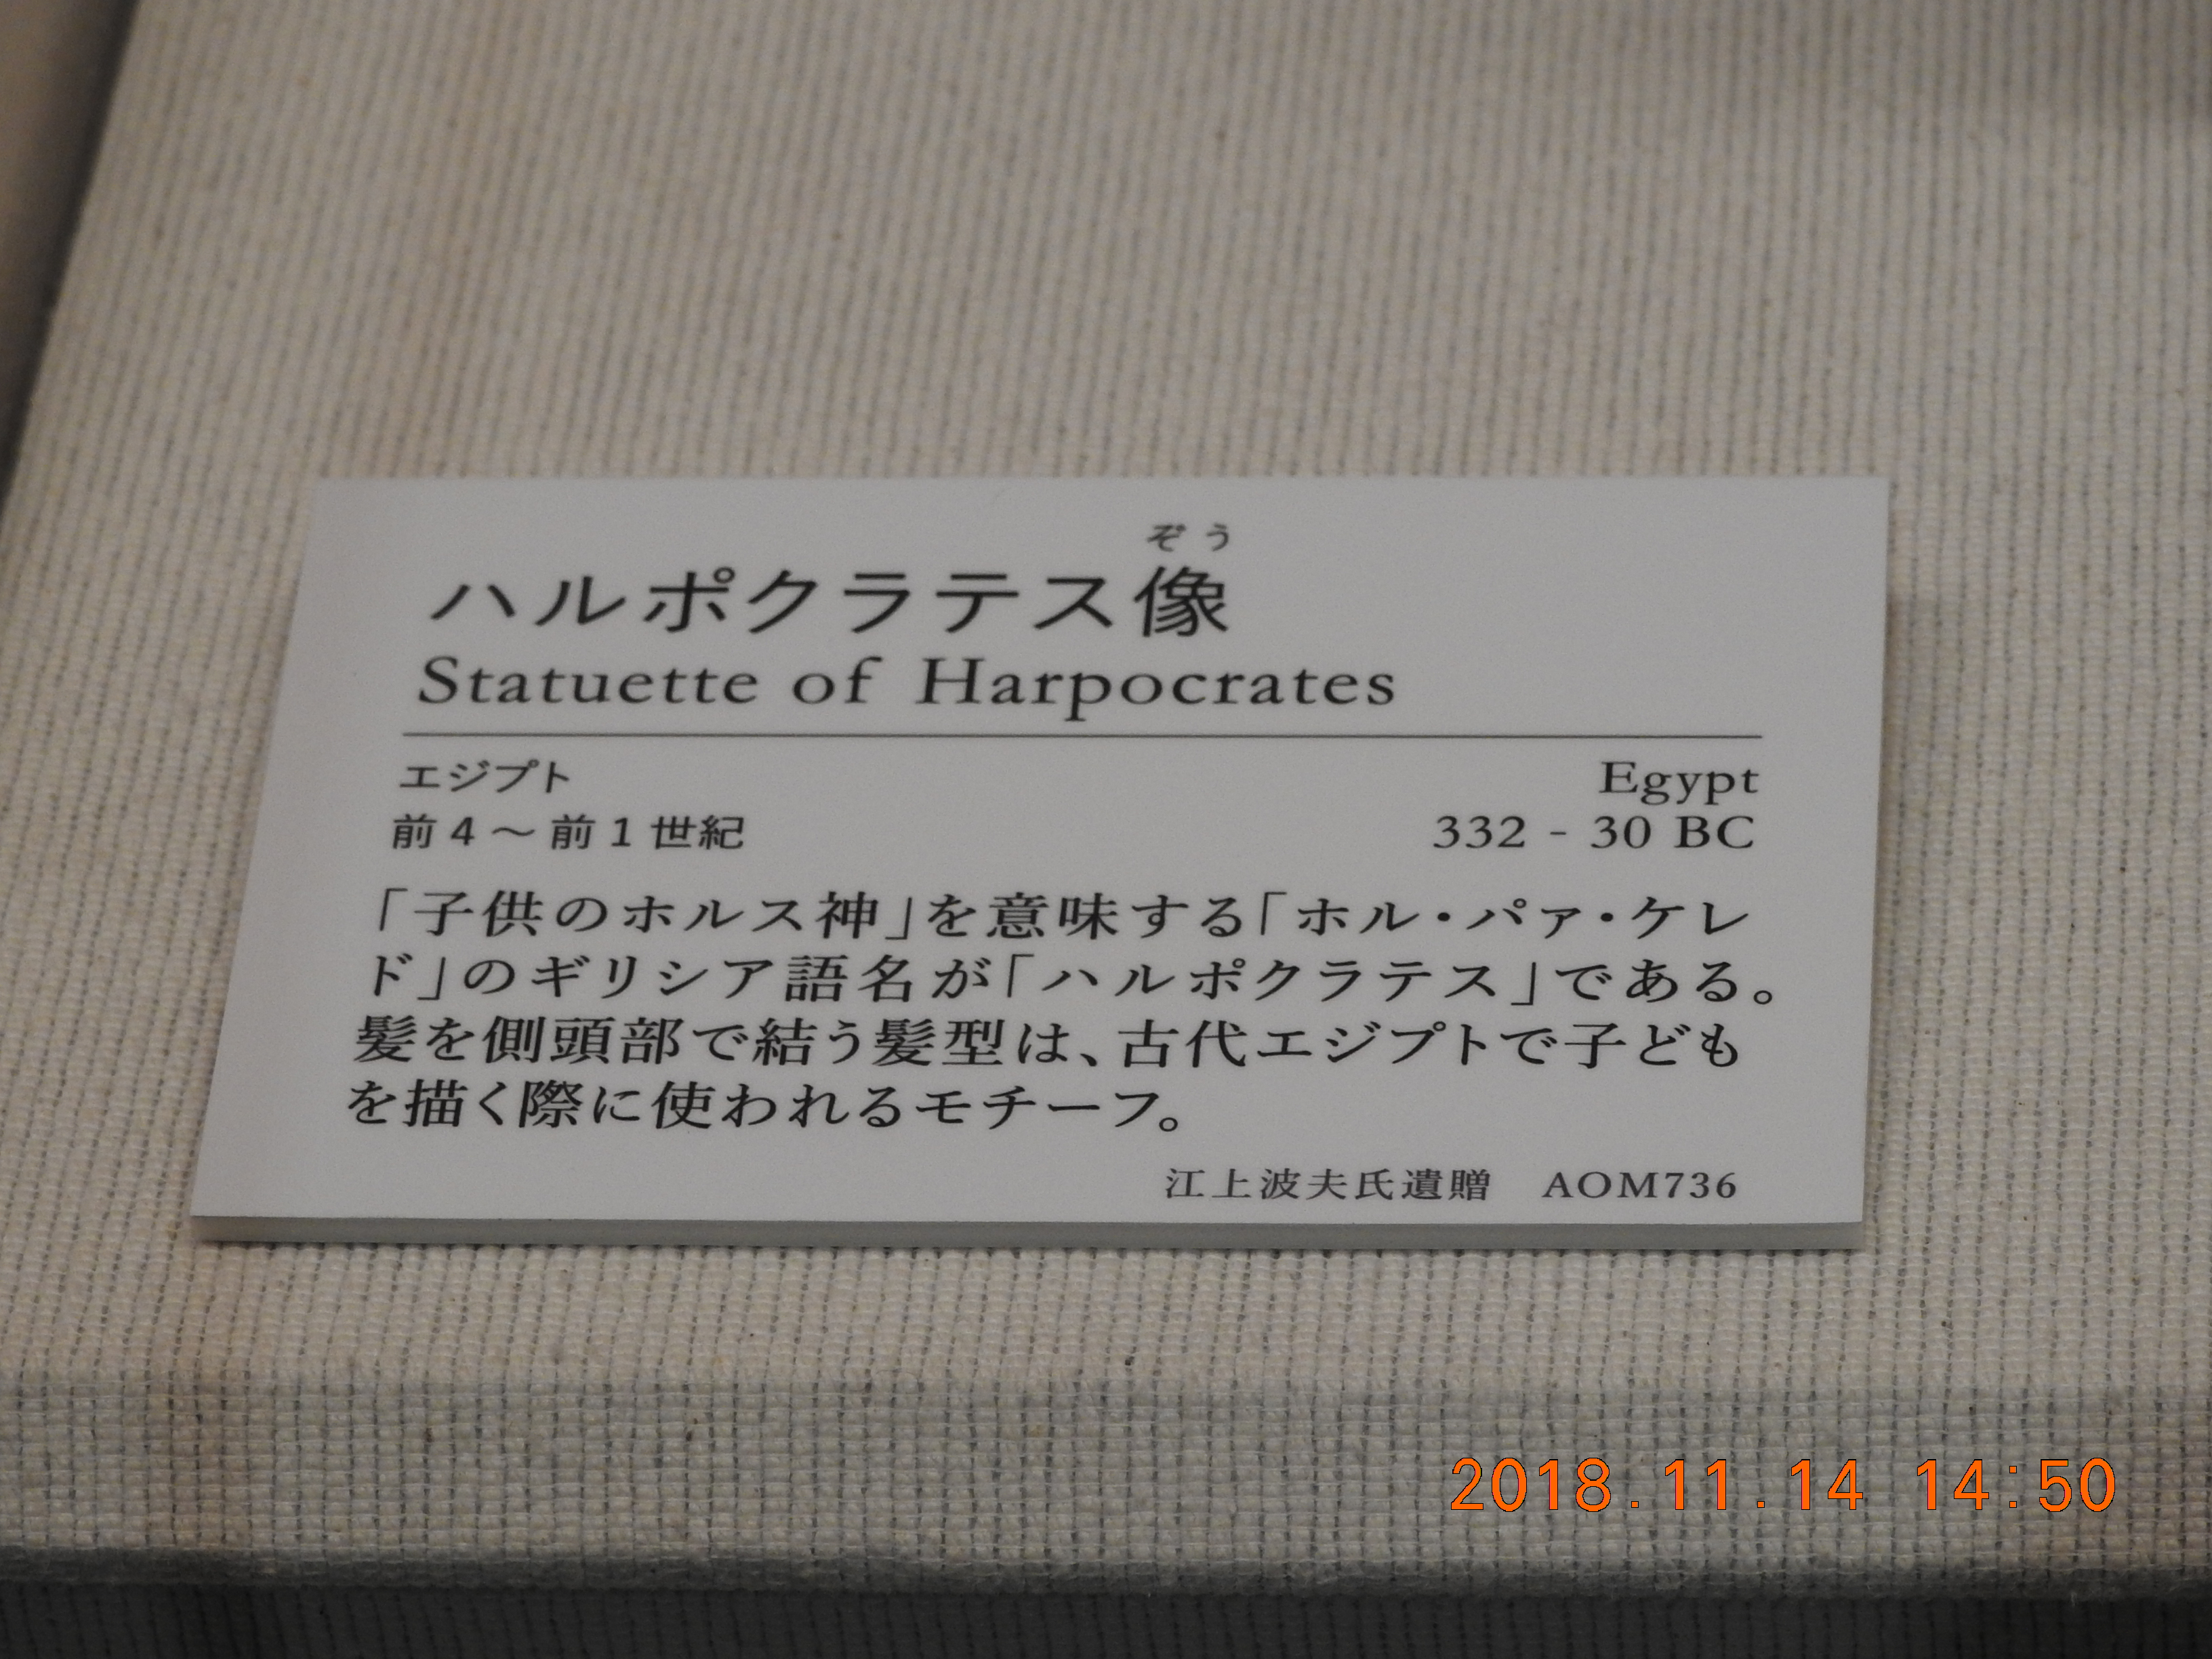 ぞう
ハルポクラテス像
Statuette of Harpocrates
エジプト
Egypt
前4～前1世紀
332 - 30 BC
「子供のホルス神」を意味する「ホル・パァ・ケレ
ド」のギリシア語名が「ハルポクラテス」である。
髪を側頭部で結う髪型は、古代エジプトで子ども
を描く際に使われるモチーフ。
江上波夫氏遺贈　AOM736
2018.11.14 14:50